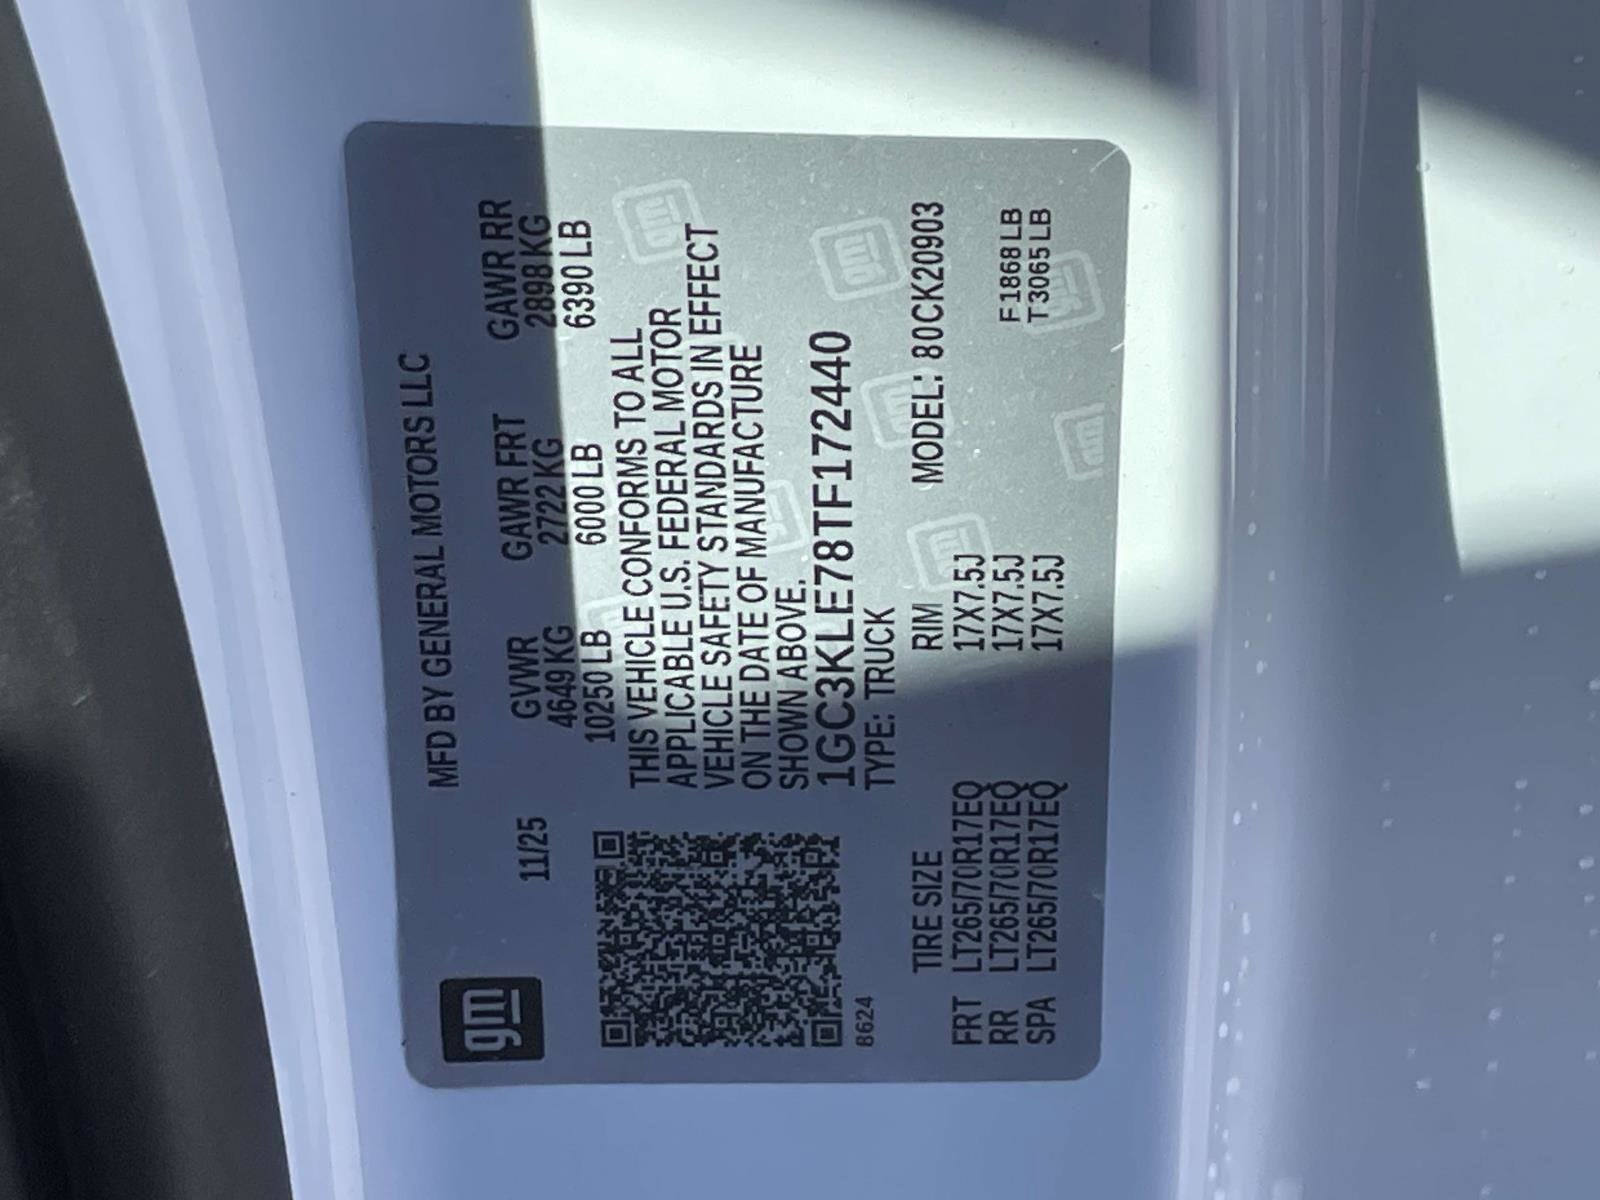 gm
MFD BY GENERAL MOTORS LLC
11/25
GVWR GAWR FRT GAWR RR
4649 KG 2722 KG 2898 KG
10250 LB 6000 LB 6390 LB
THIS VEHICLE CONFORMS TO ALL
APPLICABLE U.S. FEDERAL MOTOR
VEHICLE SAFETY STANDARDS IN EFFECT
ON THE DATE OF MANUFACTURE
SHOWN ABOVE.
1GC3KLE78TF172440
8624
TYPE: TRUCK
MODEL: 80CK20903
TIRE SIZE RIM
FRT LT265/70R17EQ 17X7.5J
RR LT265/70R17EQ 17X7.5J
SPA LT265/70R17EQ 17X7.5J
F 1868 LB
T 3065 LB